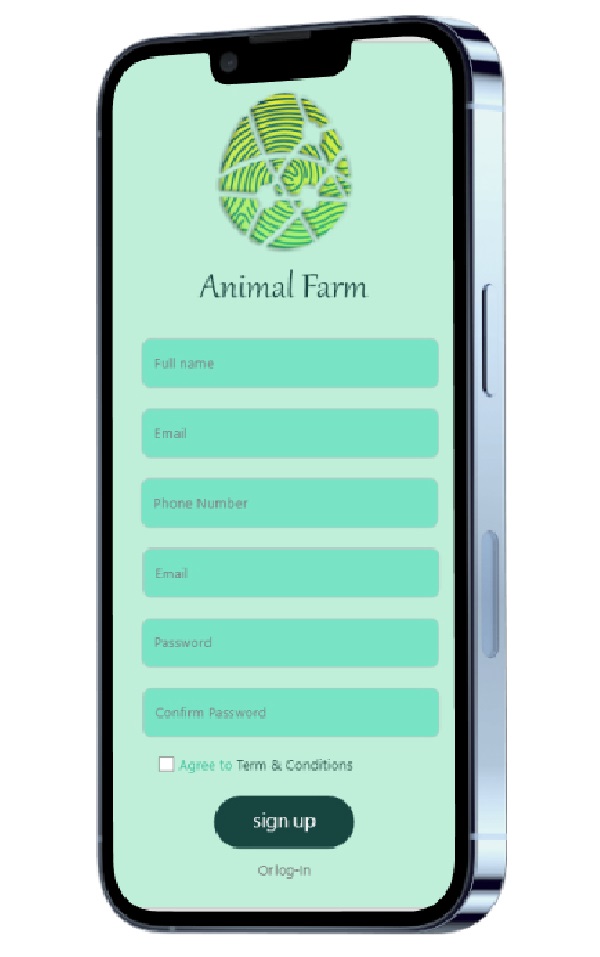 Animal Farm
Full name
Email
Phone Number
Email
Password
Confirm Password
Agree to Term & Conditions
sign up
Or log-In